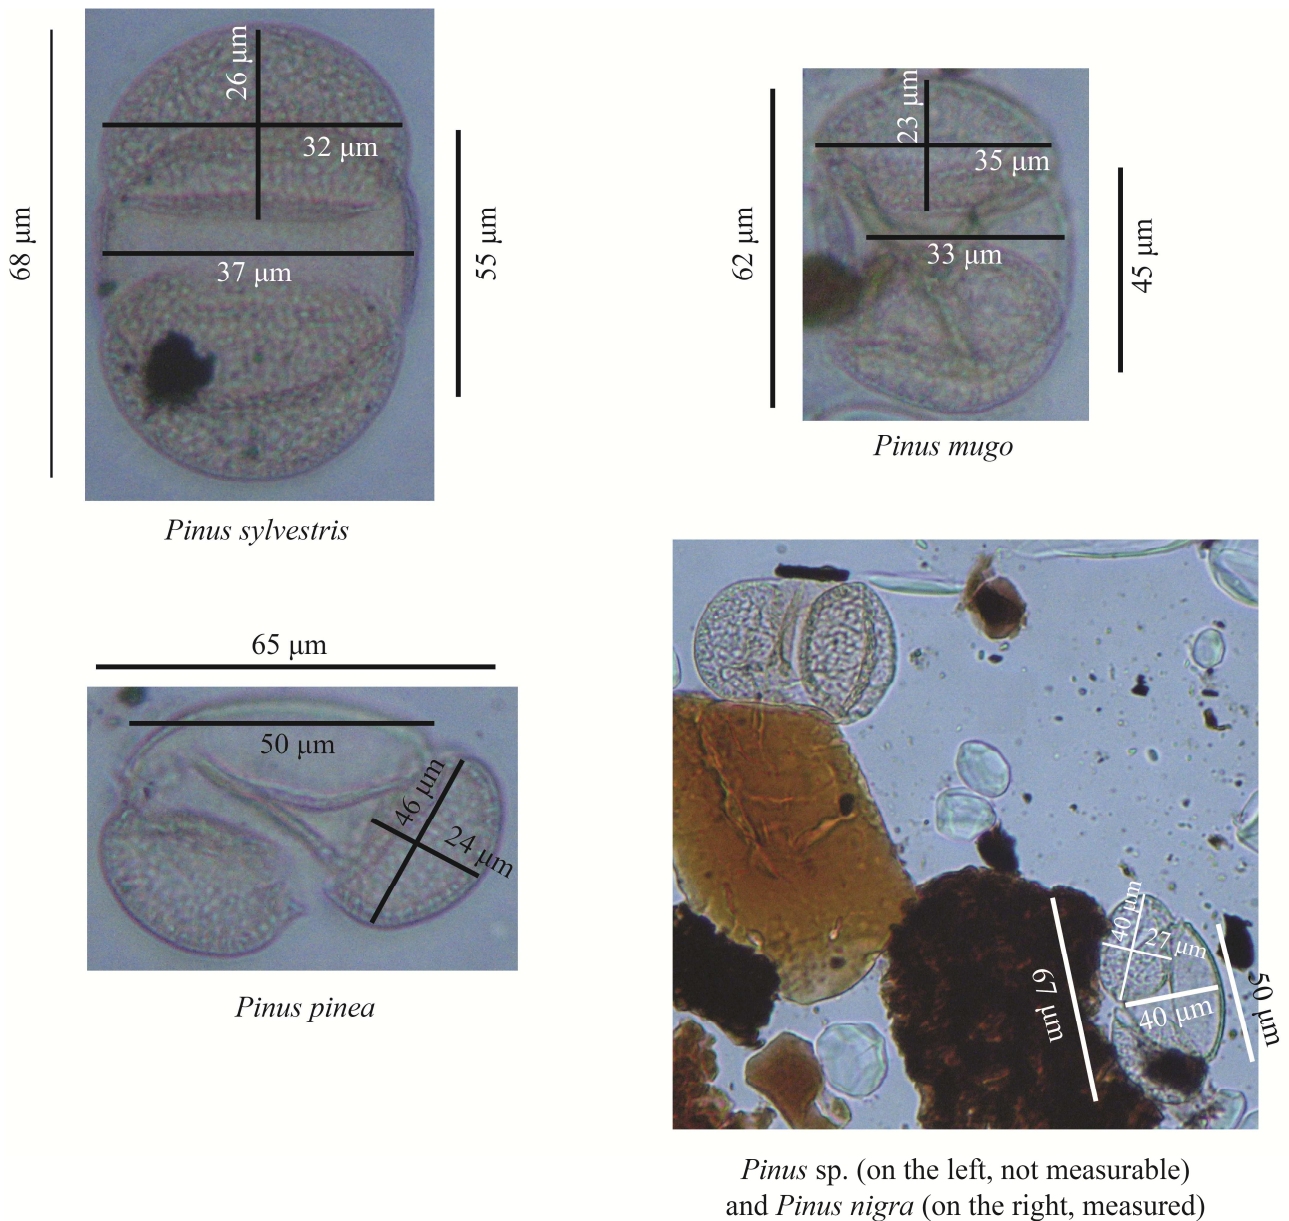 26 μm
32 μm
68 μm
55 μm
37 μm
Pinus sylvestris
23 μm
35 μm
62 μm
45 μm
33 μm
Pinus mugo
65 μm
50 μm
46 μm
24 μm
Pinus pinea
40 μm
27 μm
67 μm
40 μm
50 μm
Pinus sp. (on the left, not measurable)
and Pinus nigra (on the right, measured)